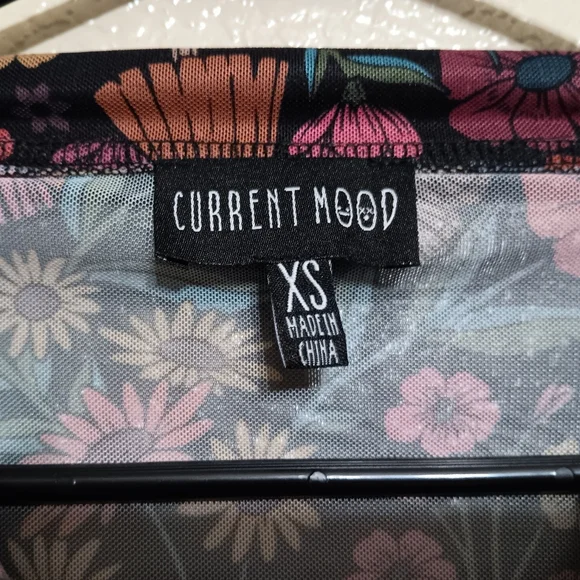 CURRENT MOOD
XS
MADE IN
CHINA